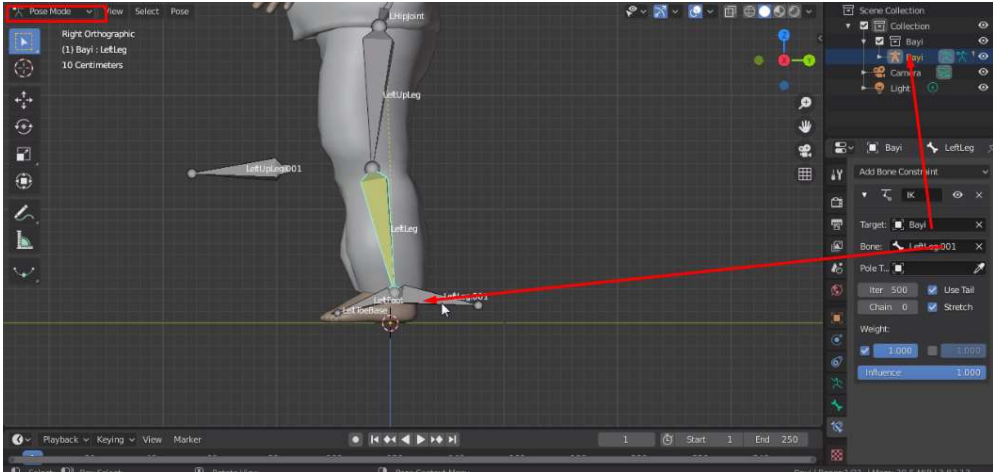 Pose Mode View Select Pose
Right Orthographic
(1) Bayi : LeftLeg
10 Centimeters
LHipJoint
LeftUpLeg
LeftUpLeg.001
LeftLeg
LeftLeg.001
LeftFoot
LeftToeBase
Scene Collection
Collection
Bayi
Bayi
Camera
Light
Bayi LeftLeg
Add Bone Constraint
IK
Target: Bayi
Bone: LeftLeg.001
Pole T...
Iter 500 Use Tail
Chain 0 Stretch
Weight:
1.000 1.000
Influence 1.000
Playback Keying View Marker
1 Start 1 End 250